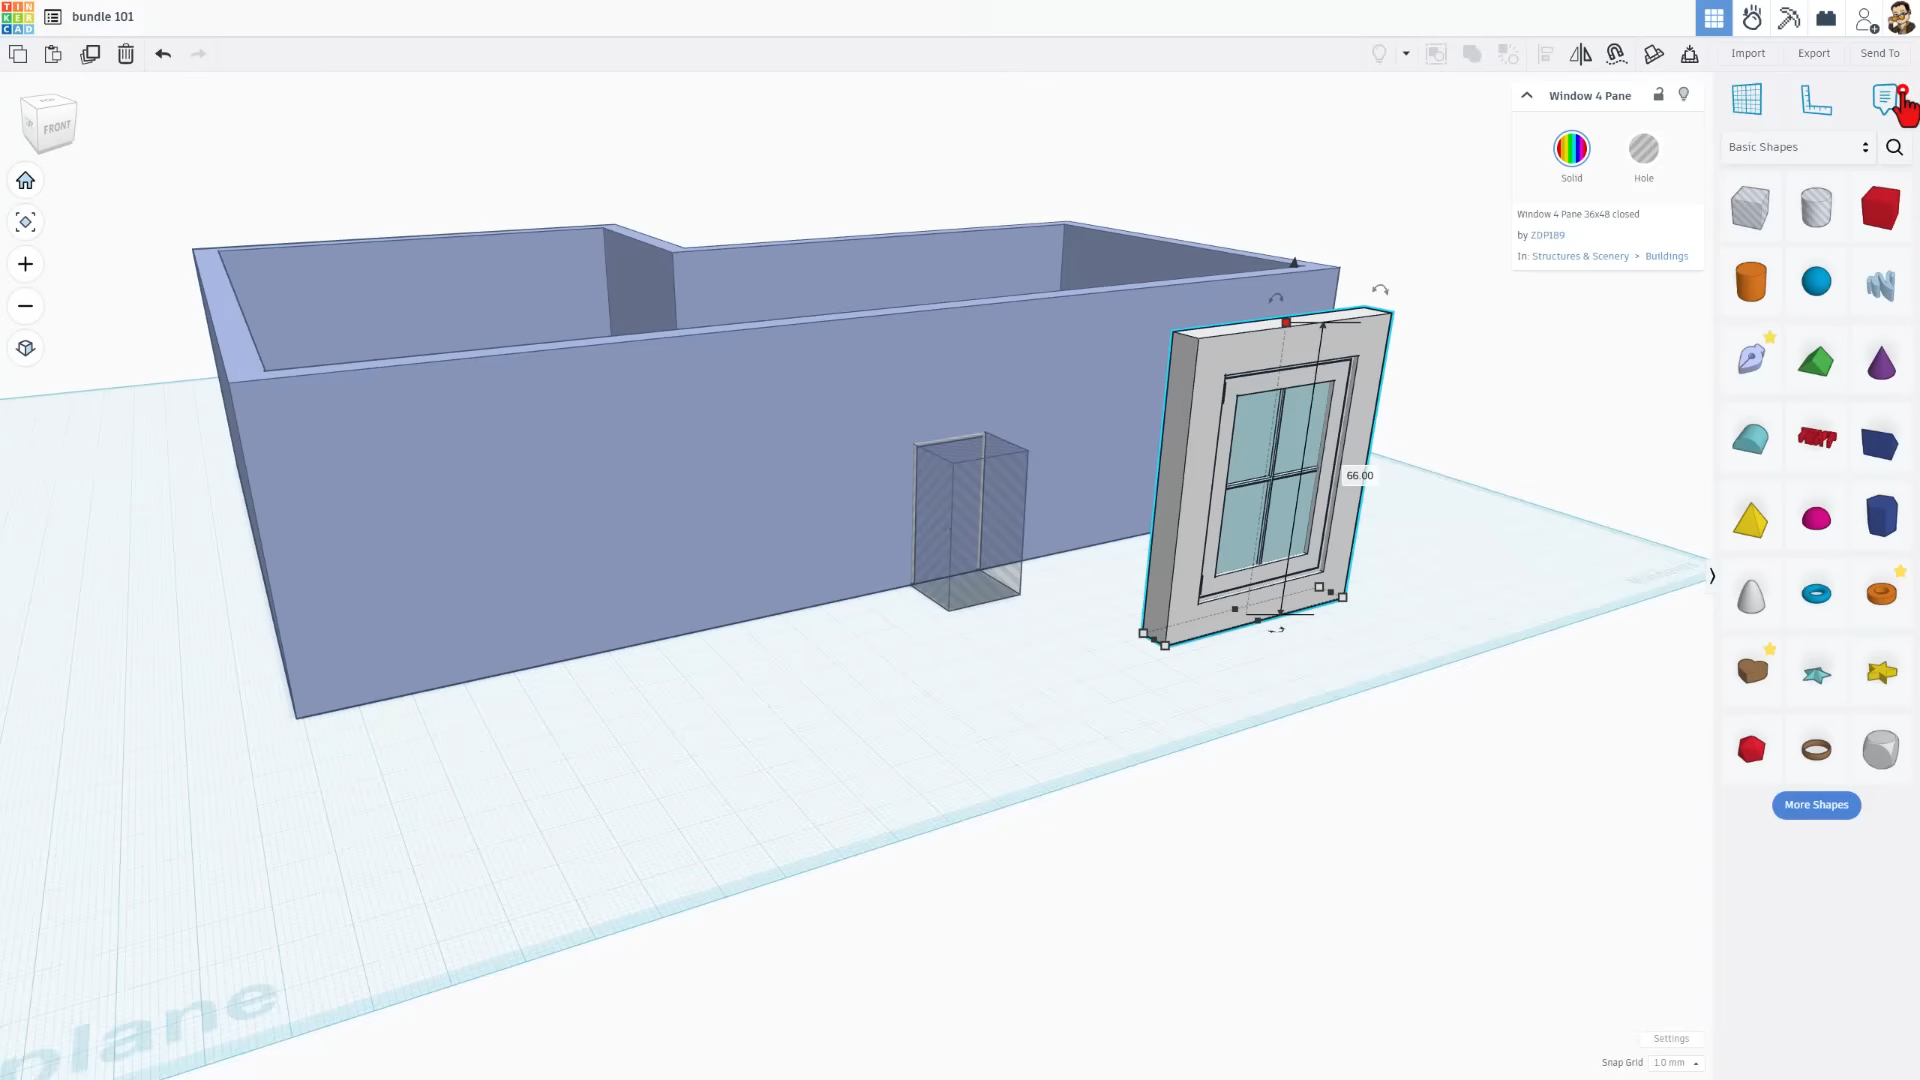 TIN
KER
CAD
bundle 101
Import
Export
Send To
TOP
FRONT
Window 4 Pane
Solid
Hole
Window 4 Pane 36x48 closed
by ZDP189
In: Structures & Scenery > Buildings
Basic Shapes
66.00
plane
More Shapes
Settings
Snap Grid
1.0 mm